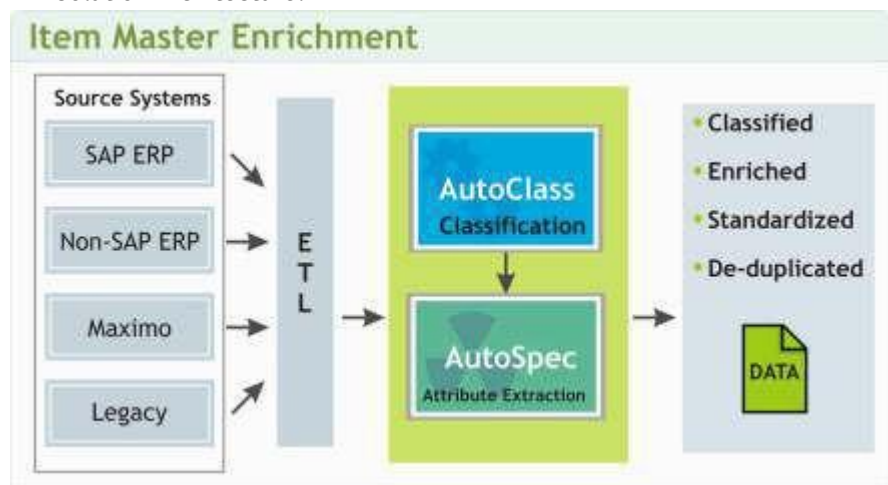 Item Master Enrichment
Source Systems
SAP ERP
Non-SAP ERP
Maximo
Legacy
E
T
L
AutoClass
Classification
AutoSpec
Attribute Extraction
• Classified
• Enriched
• Standardized
• De-duplicated
DATA